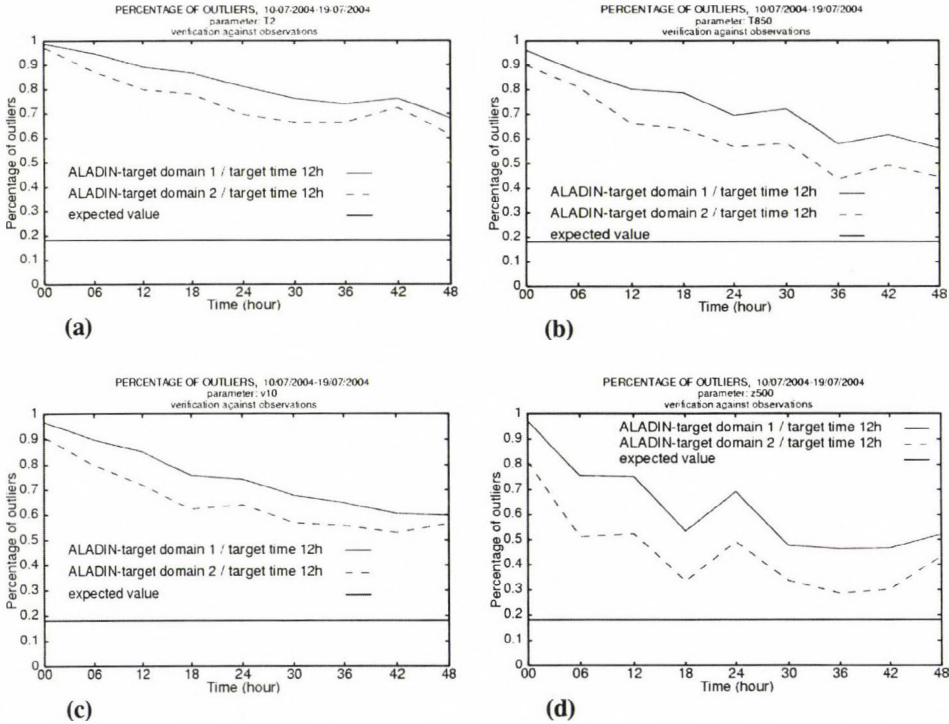 PERCENTAGE OF OUTLIERS, 10/07/2004-19/07/2004
parameter: T2
verification against observations
Percentage of outliers
1
0.9
0.8
0.7
0.6
0.5
0.4
0.3
0.2
0.1
0
ALADIN-target domain 1 / target time 12h
ALADIN-target domain 2 / target time 12h
expected value
00 06 12 18 24 30 36 42 48
Time (hour)
(a)
PERCENTAGE OF OUTLIERS, 10/07/2004-19/07/2004
parameter: T850
verification against observations
Percentage of outliers
1
0.9
0.8
0.7
0.6
0.5
0.4
0.3
0.2
0.1
0
ALADIN-target domain 1 / target time 12h
ALADIN-target domain 2 / target time 12h
expected value
00 06 12 18 24 30 36 42 48
Time (hour)
(b)
PERCENTAGE OF OUTLIERS, 10/07/2004-19/07/2004
parameter: v10
verification against observations
Percentage of outliers
1
0.9
0.8
0.7
0.6
0.5
0.4
0.3
0.2
0.1
0
ALADIN-target domain 1 / target time 12h
ALADIN-target domain 2 / target time 12h
expected value
00 06 12 18 24 30 36 42 48
Time (hour)
(c)
PERCENTAGE OF OUTLIERS, 10/07/2004-19/07/2004
parameter: z500
verification against observations
Percentage of outliers
1
0.9
0.8
0.7
0.6
0.5
0.4
0.3
0.2
0.1
0
ALADIN-target domain 1 / target time 12h
ALADIN-target domain 2 / target time 12h
expected value
00 06 12 18 24 30 36 42 48
Time (hour)
(d)